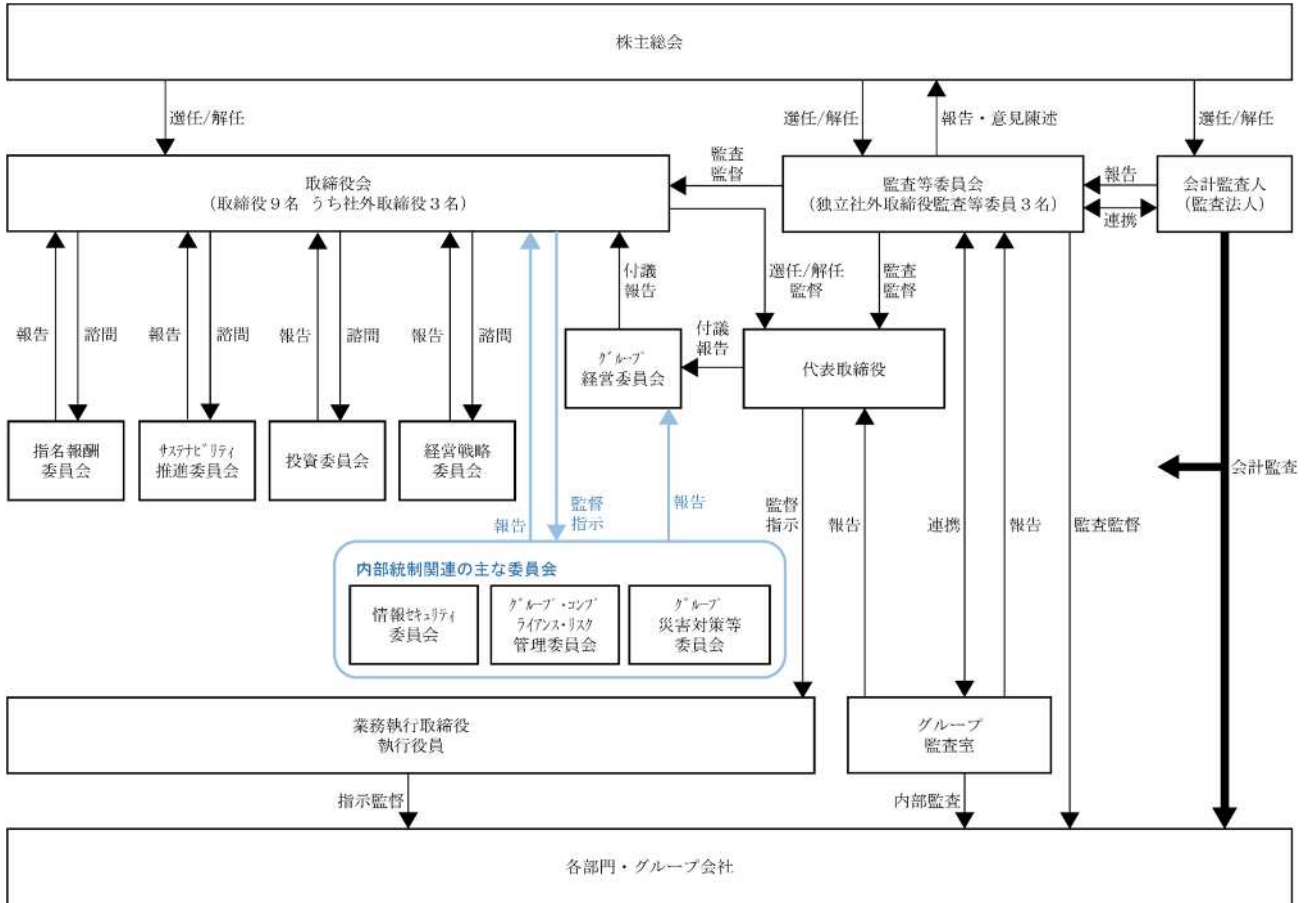 株主総会
選任/解任
選任/解任
報告・意見陳述
選任/解任
取締役会
(取締役9名 うち社外取締役3名)
監査
監督
監査等委員会
(独立社外取締役監査等委員3名)
報告
連携
会計監査人
(監査法人)
報告
諮問
報告
諮問
報告
諮問
報告
諮問
付議
報告
選任/解任
監督
監査
監督
グループ
経営委員会
付議
報告
代表取締役
指名報酬
委員会
サステナビリティ
推進委員会
投資委員会
経営戦略
委員会
会計監査
報告
監督
指示
報告
監督
指示
報告
連携
報告
監査監督
内部統制関連の主な委員会
情報セキュリティ
委員会
グループ・コンプ
ライアンス・リスク
管理委員会
グループ
災害対策等
委員会
業務執行取締役
執行役員
グループ
監査室
指示監督
内部監査
各部門・グループ会社